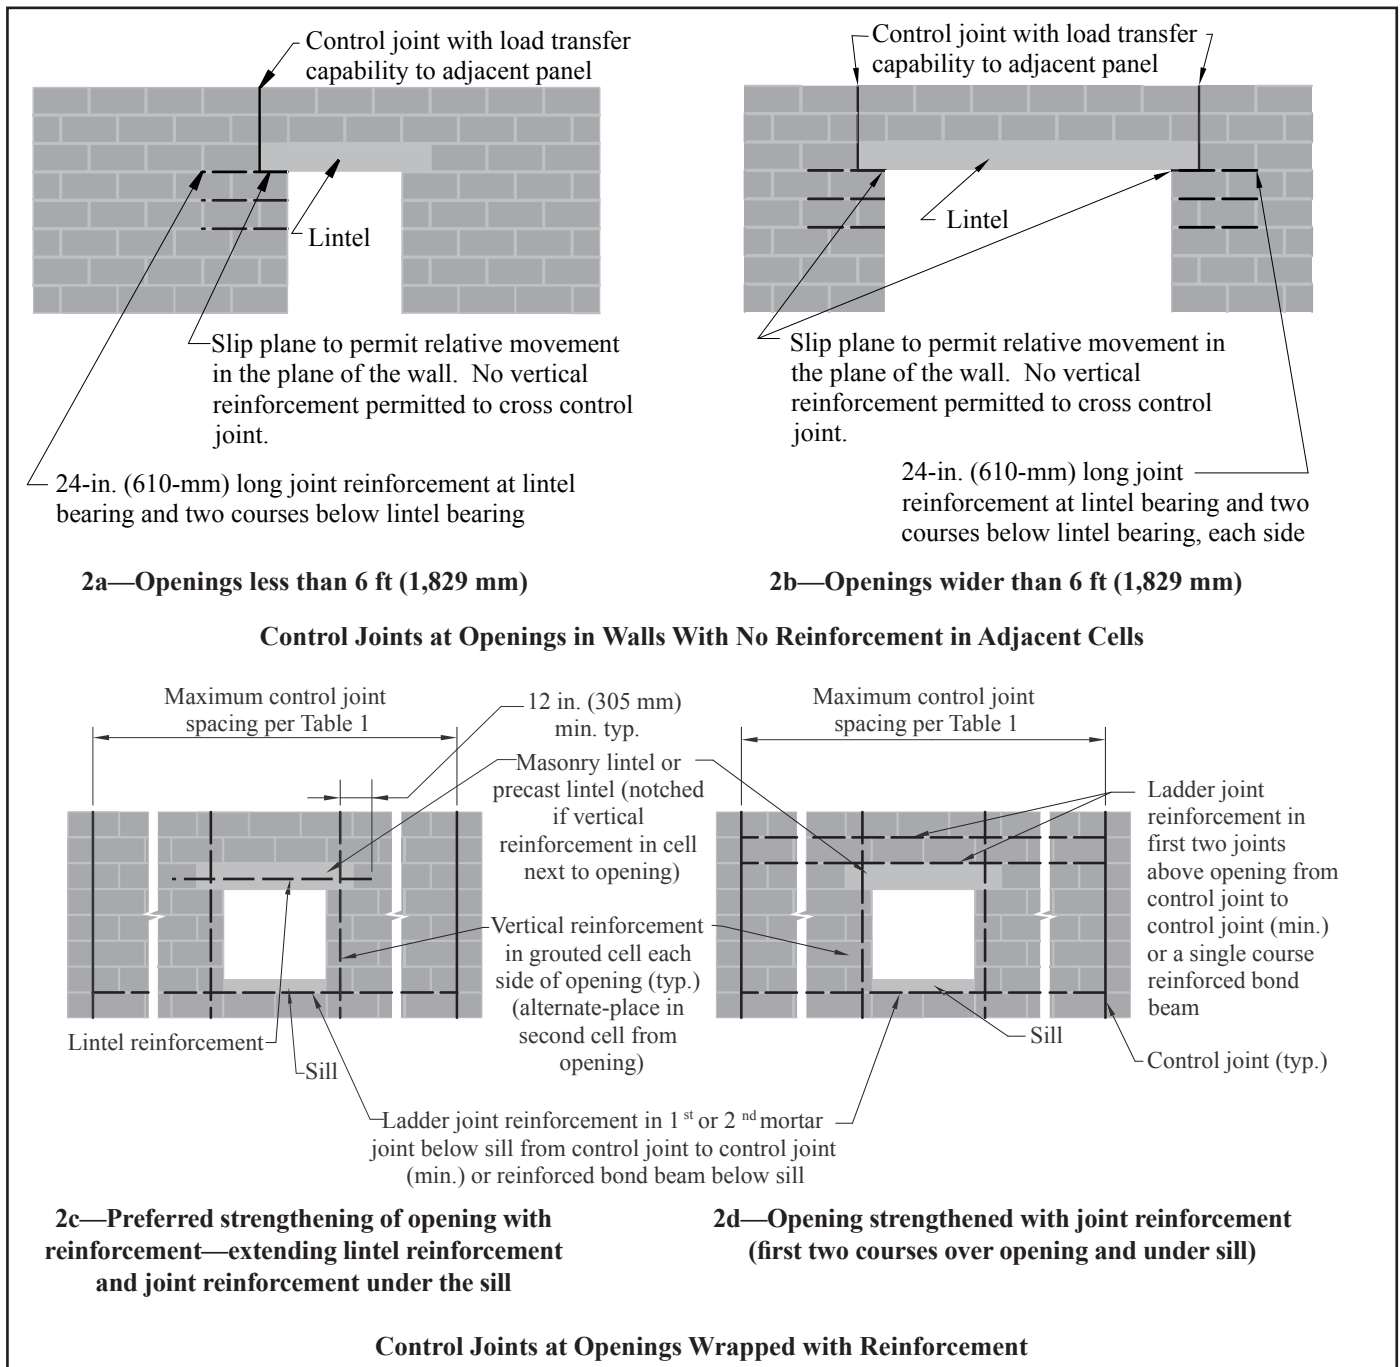 Control joint with load transfer
capability to adjacent panel
Lintel
Slip plane to permit relative movement
in the plane of the wall.  No vertical
reinforcement permitted to cross control
joint.
24-in. (610-mm) long joint reinforcement at lintel
bearing and two courses below lintel bearing
2a—Openings less than 6 ft (1,829 mm)
Control joint with load transfer
capability to adjacent panel
Lintel
Slip plane to permit relative movement in
the plane of the wall.  No vertical
reinforcement permitted to cross control
joint.
24-in. (610-mm) long joint
reinforcement at lintel bearing and two
courses below lintel bearing, each side
2b—Openings wider than 6 ft (1,829 mm)
Control Joints at Openings in Walls With No Reinforcement in Adjacent Cells
Maximum control joint
spacing per Table 1
12 in. (305 mm)
min. typ.
Masonry lintel or
precast lintel (notched
if vertical
reinforcement in cell
next to opening)
Vertical reinforcement
in grouted cell each
side of opening (typ.)
(alternate-place in
second cell from
opening)
Lintel reinforcement
Sill
Maximum control joint
spacing per Table 1
Ladder joint
reinforcement in
first two joints
above opening from
control joint to
control joint (min.)
or a single course
reinforced bond
beam
Sill
Control joint (typ.)
Ladder joint reinforcement in 1st or 2nd mortar
joint below sill from control joint to control joint
(min.) or reinforced bond beam below sill
2c—Preferred strengthening of opening with
reinforcement—extending lintel reinforcement
and joint reinforcement under the sill
2d—Opening strengthened with joint reinforcement
(first two courses over opening and under sill)
Control Joints at Openings Wrapped with Reinforcement